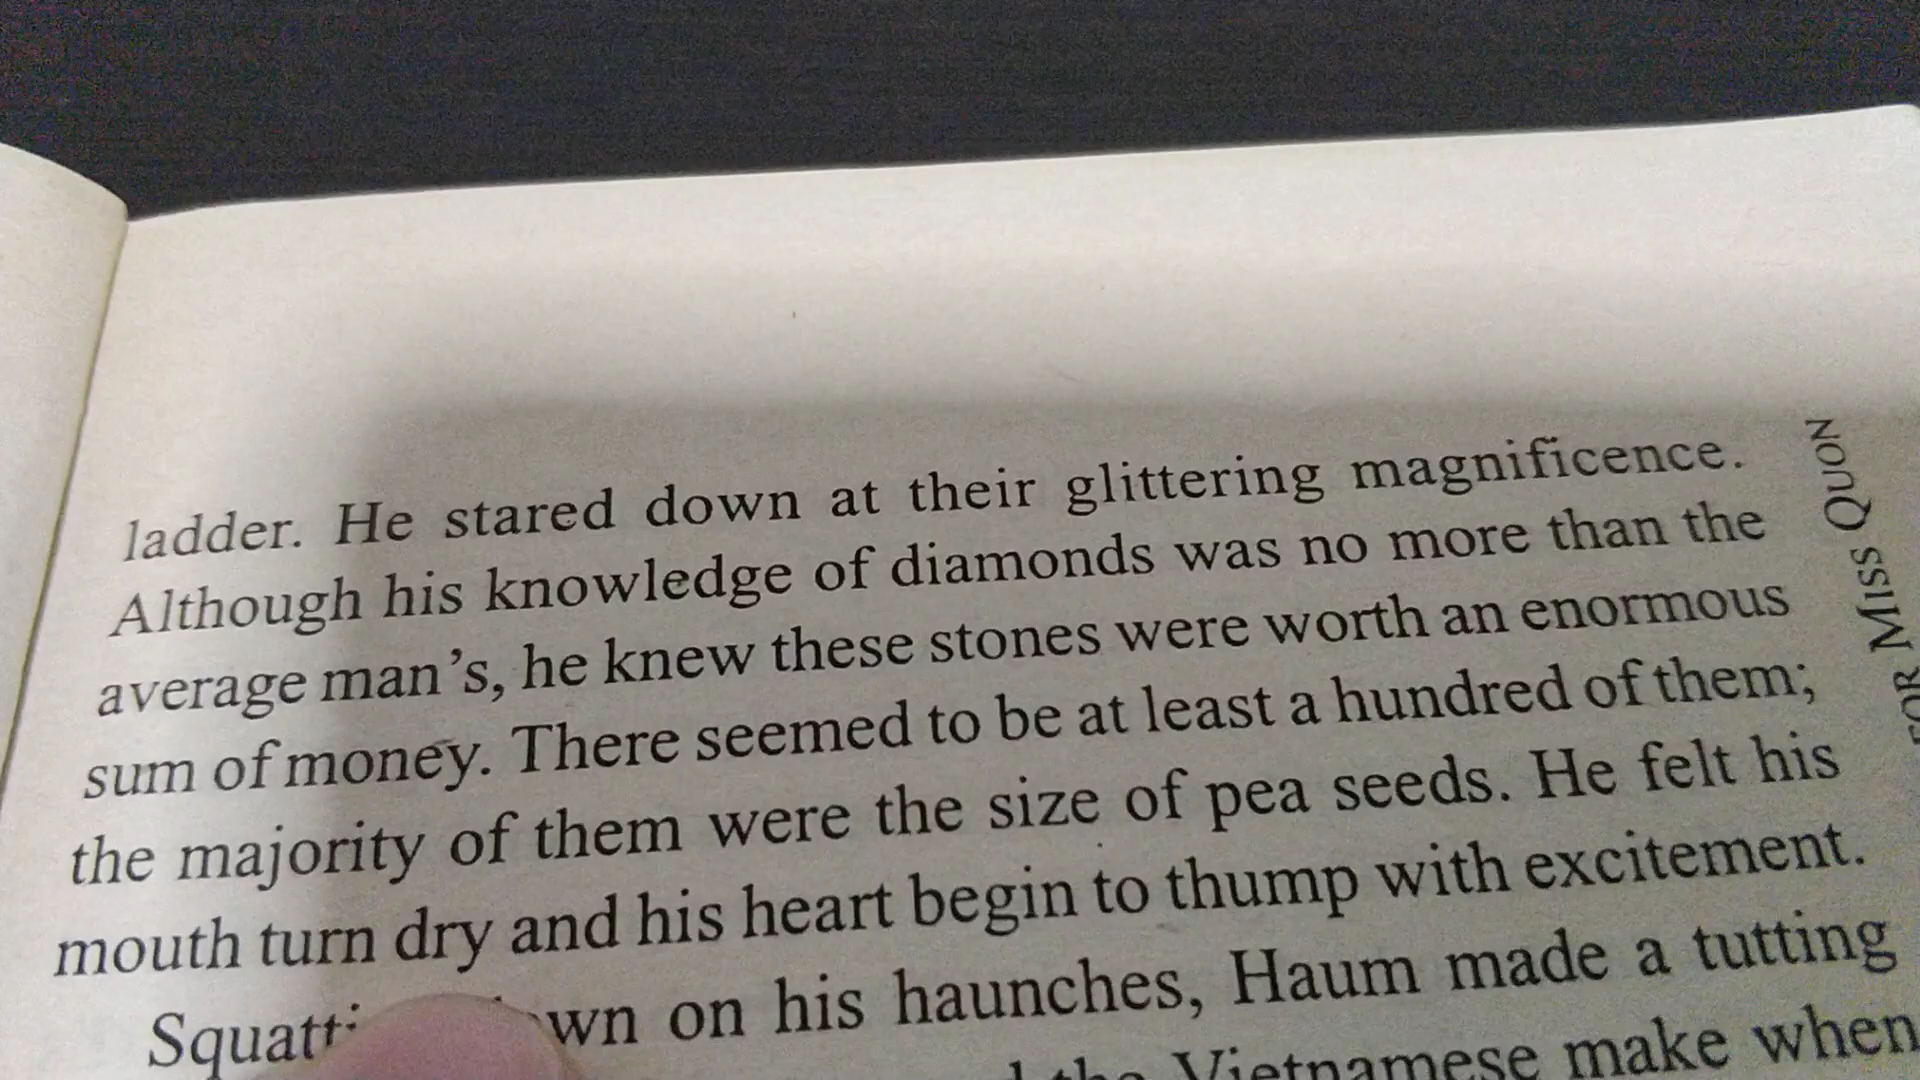 ladder. He stared down at their glittering magnificence.
Although his knowledge of diamonds was no more than the
average man's, he knew these stones were worth an enormous
sum of money. There seemed to be at least a hundred of them;
the majority of them were the size of pea seeds. He felt his
mouth turn dry and his heart begin to thump with excitement.
on his haunches, Haum made a tutting
the Vietnamese make when
FOR MISS QUON